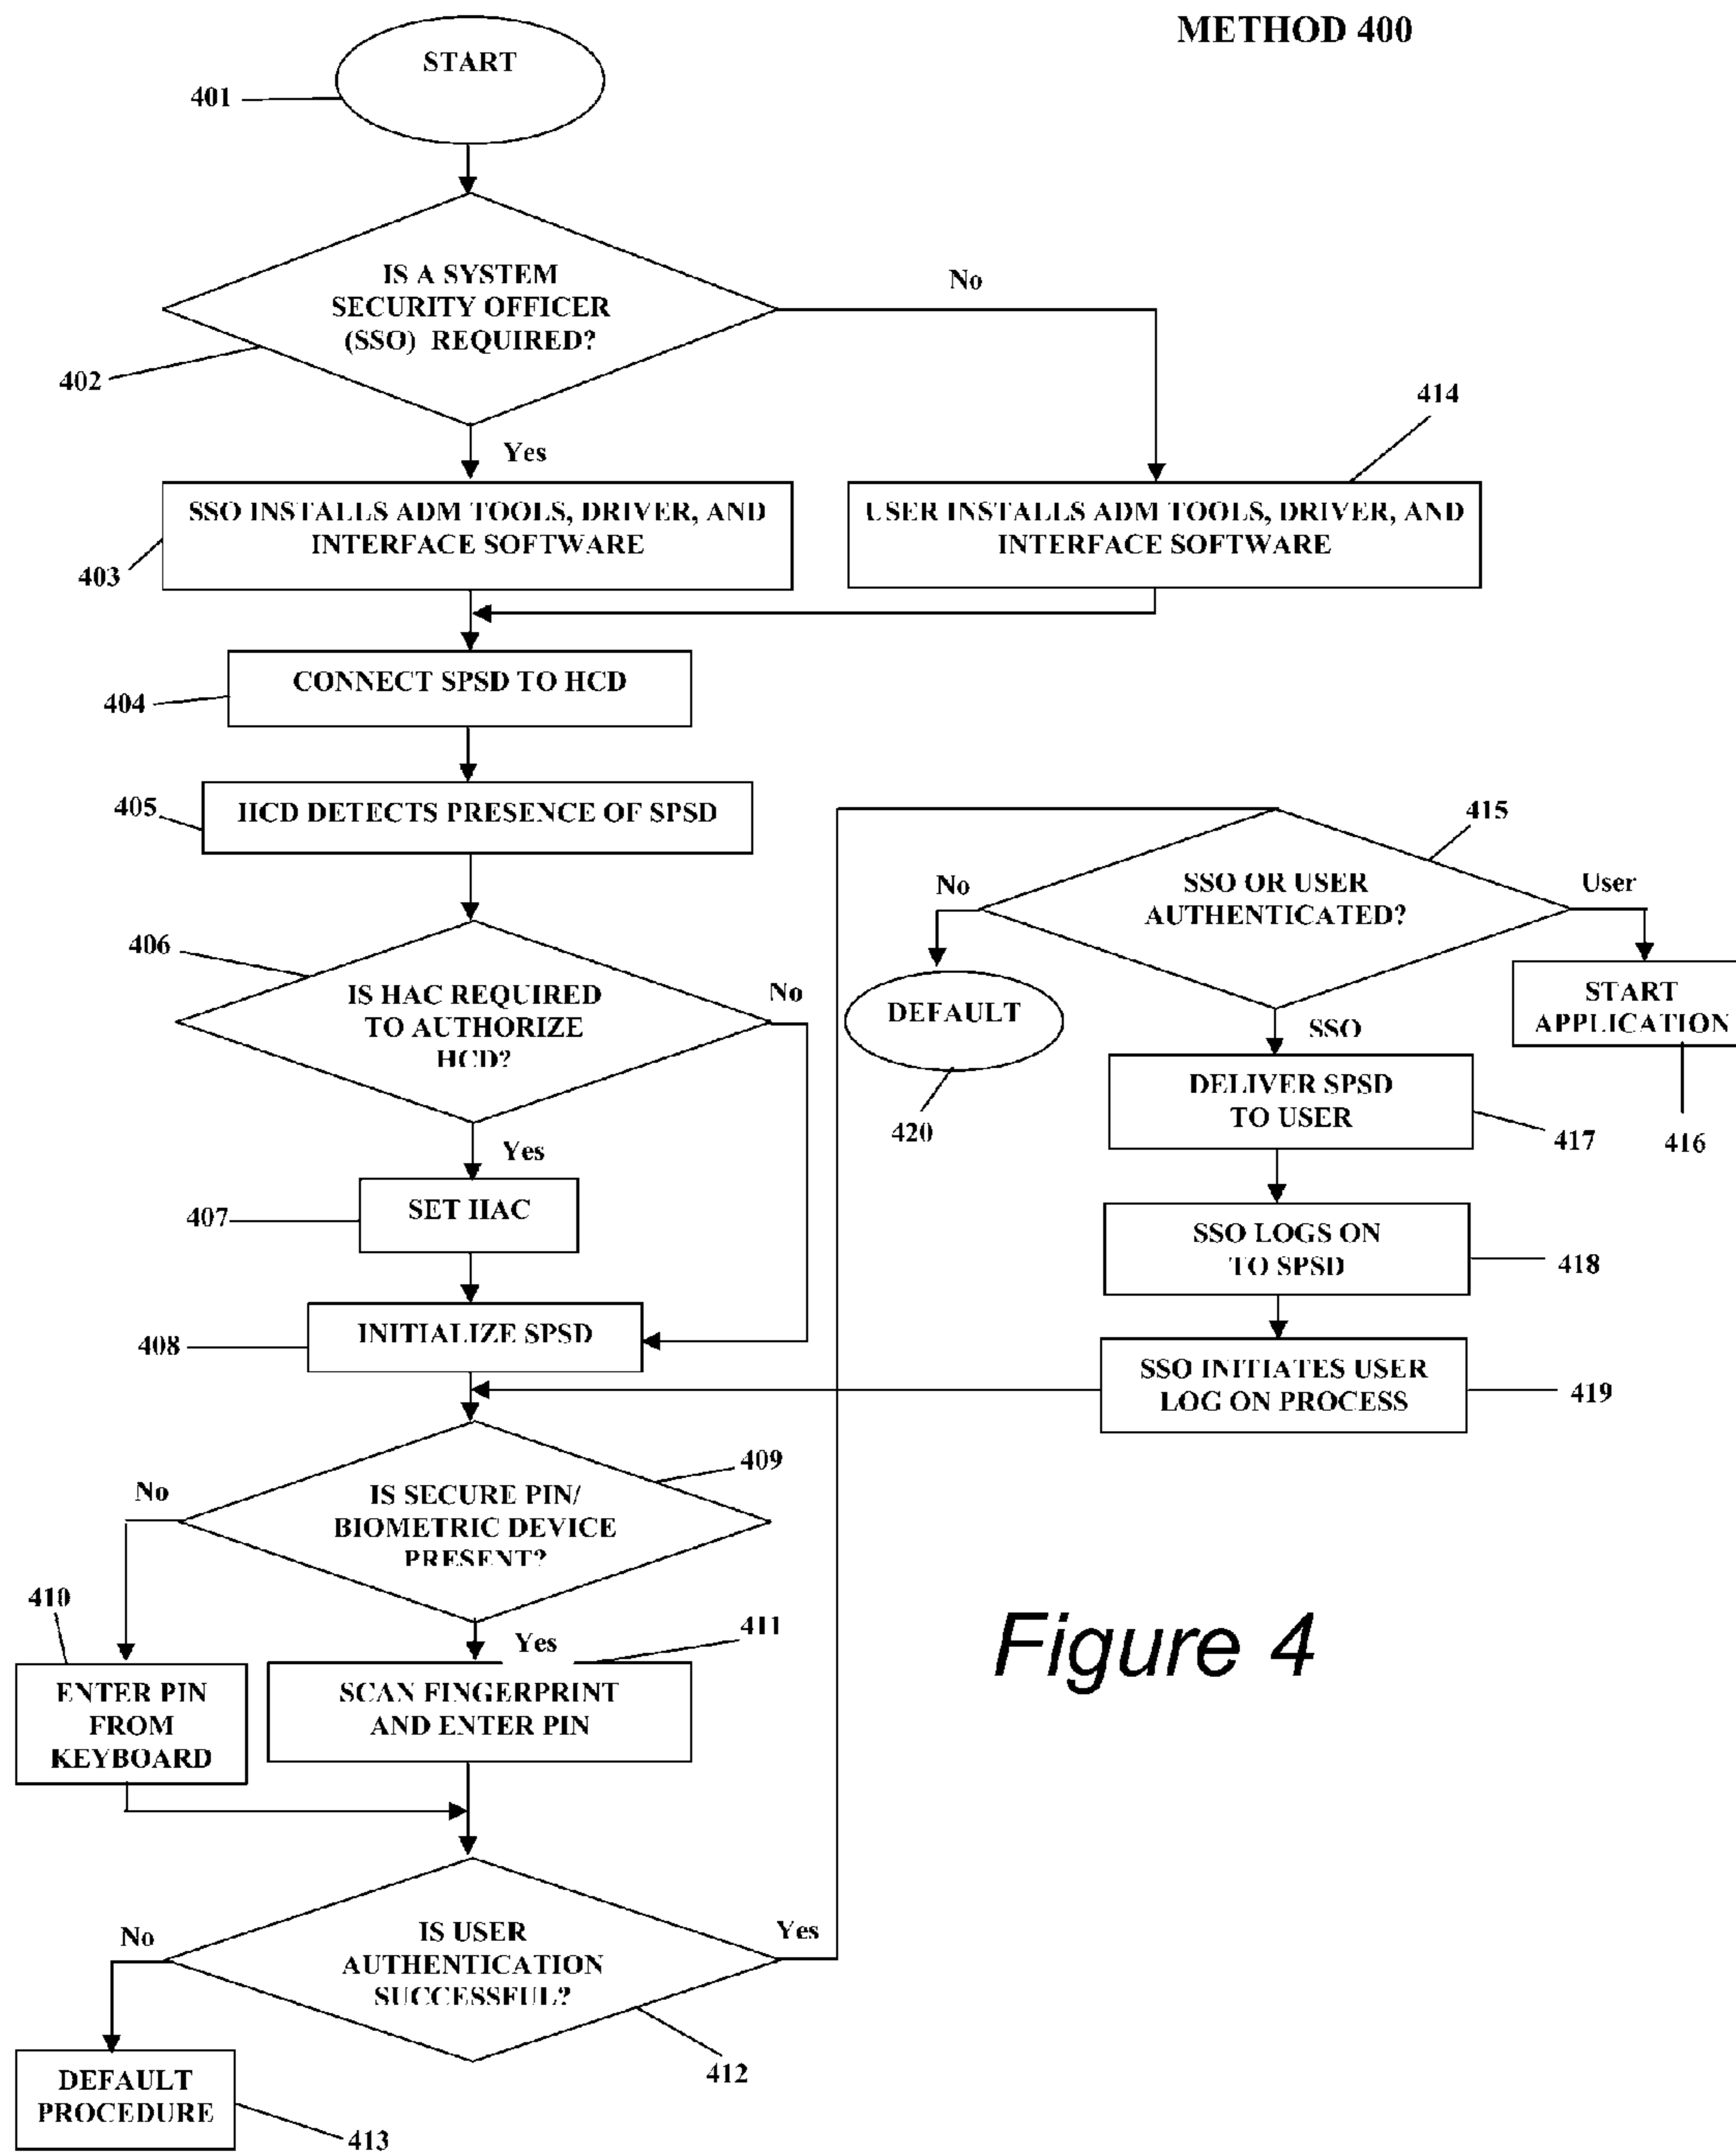 METHOD 400
START
401
IS A SYSTEM
SECURITY OFFICER
(SSO) REQUIRED?
No
402
Yes
414
SSO INSTALLS ADM TOOLS, DRIVER, AND
INTERFACE SOFTWARE
403
USER INSTALLS ADM TOOLS, DRIVER, AND
INTERFACE SOFTWARE
CONNECT SPSD TO HCD
404
HCD DETECTS PRESENCE OF SPSD
405
406
IS HAC REQUIRED
TO AUTHORIZE
HCD?
No
Yes
SET HAC
407
INITIALIZE SPSD
408
409
IS SECURE PIN/
BIOMETRIC DEVICE
PRESENT?
No
Yes
410
ENTER PIN
FROM
KEYBOARD
411
SCAN FINGERPRINT
AND ENTER PIN
IS USER
AUTHENTICATION
SUCCESSFUL?
No
Yes
412
DEFAULT
PROCEDURE
413
415
SSO OR USER
AUTHENTICATED?
No
User
SSO
DEFAULT
420
START
APPLICATION
416
DELIVER SPSD
TO USER
417
SSO LOGS ON
TO SPSD
418
SSO INITIATES USER
LOG ON PROCESS
419
Figure 4